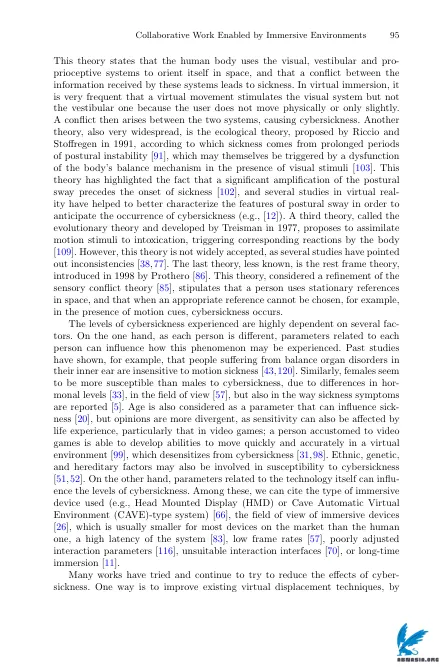 Collaborative Work Enabled by Immersive Environments 95
This theory states that the human body uses the visual, vestibular and pro-
prioceptive systems to orient itself in space, and that a conflict between the
information received by these systems leads to sickness. In virtual immersion, it
is very frequent that a virtual movement stimulates the visual system but not
the vestibular one because the user does not move physically or only slightly.
A conflict then arises between the two systems, causing cybersickness. Another
theory, also very widespread, is the ecological theory, proposed by Riccio and
Stoffregen in 1991, according to which sickness comes from prolonged periods
of postural instability [91], which may themselves be triggered by a dysfunction
of the body's balance mechanism in the presence of visual stimuli [103]. This
theory has highlighted the fact that a significant amplification of the postural
sway precedes the onset of sickness [102], and several studies in virtual real-
ity have helped to better characterize the features of postural sway in order to
anticipate the occurrence of cybersickness (e.g., [12]). A third theory, called the
evolutionary theory and developed by Treisman in 1977, proposes to assimilate
motion stimuli to intoxication, triggering corresponding reactions by the body
[109]. However, this theory is not widely accepted, as several studies have pointed
out inconsistencies [38,77]. The last theory, less known, is the rest frame theory,
introduced in 1998 by Prothero [86]. This theory, considered a refinement of the
sensory conflict theory [85], stipulates that a person uses stationary references
in space, and that when an appropriate reference cannot be chosen, for example,
in the presence of motion cues, cybersickness occurs.
The levels of cybersickness experienced are highly dependent on several fac-
tors. On the one hand, as each person is different, parameters related to each
person can influence how this phenomenon may be experienced. Past studies
have shown, for example, that people suffering from balance organ disorders in
their inner ear are insensitive to motion sickness [43,120]. Similarly, females seem
to be more susceptible than males to cybersickness, due to differences in hor-
monal levels [33], in the field of view [57], but also in the way sickness symptoms
are reported [5]. Age is also considered as a parameter that can influence sick-
ness [20], but opinions are more divergent, as sensitivity can also be affected by
life experience, particularly that in video games; a person accustomed to video
games is able to develop abilities to move quickly and accurately in a virtual
environment [99], which desensitizes from cybersickness [31,98]. Ethnic, genetic,
and hereditary factors may also be involved in susceptibility to cybersickness
[51,52]. On the other hand, parameters related to the technology itself can influ-
ence the levels of cybersickness. Among these, we can cite the type of immersive
device used (e.g., Head Mounted Display (HMD) or Cave Automatic Virtual
Environment (CAVE)-type system) [66], the field of view of immersive devices
[26], which is usually smaller for most devices on the market than the human
one, a high latency of the system [83], low frame rates [57], poorly adjusted
interaction parameters [116], unsuitable interaction interfaces [70], or long-time
immersion [11].
Many works have tried and continue to try to reduce the effects of cyber-
sickness. One way is to improve existing virtual displacement techniques, by